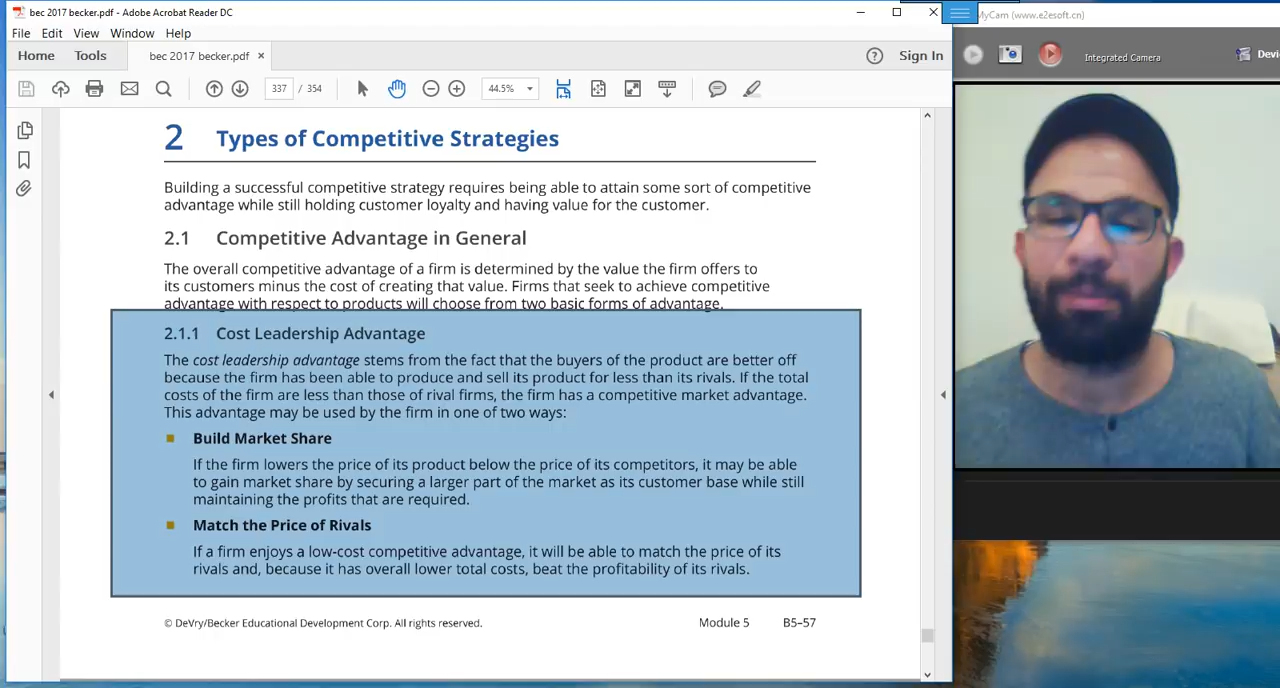 bec 2017 becker.pdf - Adobe Acrobat Reader DC
MyCam (www.e2esoft.cn)
File Edit View Window Help
Home Tools bec 2017 becker.pdf × Sign In
Integrated Camera
Devi
337 / 354 44.5%
2 Types of Competitive Strategies
Building a successful competitive strategy requires being able to attain some sort of competitive
advantage while still holding customer loyalty and having value for the customer.
2.1 Competitive Advantage in General
The overall competitive advantage of a firm is determined by the value the firm offers to
its customers minus the cost of creating that value. Firms that seek to achieve competitive
advantage with respect to products will choose from two basic forms of advantage.
2.1.1 Cost Leadership Advantage
The cost leadership advantage stems from the fact that the buyers of the product are better off
because the firm has been able to produce and sell its product for less than its rivals. If the total
costs of the firm are less than those of rival firms, the firm has a competitive market advantage.
This advantage may be used by the firm in one of two ways:
Build Market Share
If the firm lowers the price of its product below the price of its competitors, it may be able
to gain market share by securing a larger part of the market as its customer base while still
maintaining the profits that are required.
Match the Price of Rivals
If a firm enjoys a low-cost competitive advantage, it will be able to match the price of its
rivals and, because it has overall lower total costs, beat the profitability of its rivals.
© DeVry/Becker Educational Development Corp. All rights reserved. Module 5 B5–57